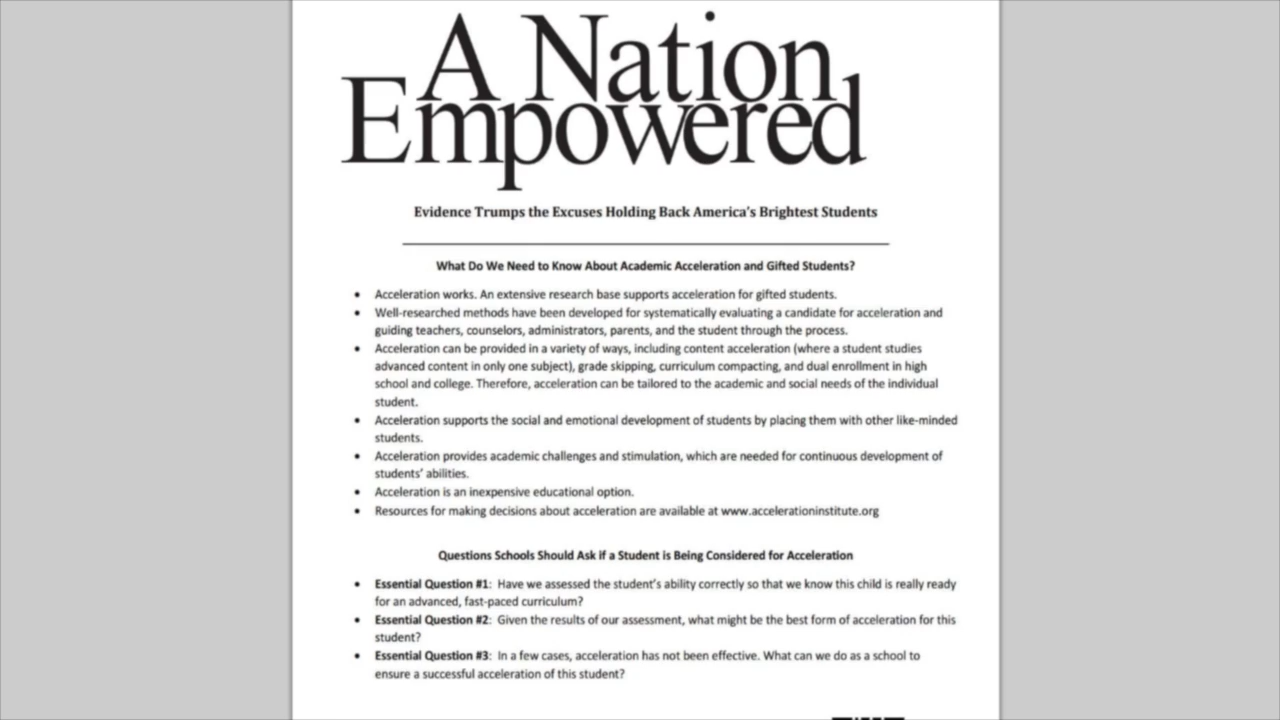 A Nation
Empowered
Evidence Trumps the Excuses Holding Back America's Brightest Students
What Do We Need to Know About Academic Acceleration and Gifted Students?
• Acceleration works. An extensive research base supports acceleration for gifted students.
• Well-researched methods have been developed for systematically evaluating a candidate for acceleration and
guiding teachers, counselors, administrators, parents, and the student through the process.
• Acceleration can be provided in a variety of ways, including content acceleration (where a student studies
advanced content in only one subject), grade skipping, curriculum compacting, and dual enrollment in high
school and college. Therefore, acceleration can be tailored to the academic and social needs of the individual
student.
• Acceleration supports the social and emotional development of students by placing them with other like-minded
students.
• Acceleration provides academic challenges and stimulation, which are needed for continuous development of
students' abilities.
• Acceleration is an inexpensive educational option.
• Resources for making decisions about acceleration are available at www.accelerationinstitute.org
Questions Schools Should Ask if a Student is Being Considered for Acceleration
• Essential Question #1: Have we assessed the student's ability correctly so that we know this child is really ready
for an advanced, fast-paced curriculum?
• Essential Question #2: Given the results of our assessment, what might be the best form of acceleration for this
student?
• Essential Question #3: In a few cases, acceleration has not been effective. What can we do as a school to
ensure a successful acceleration of this student?